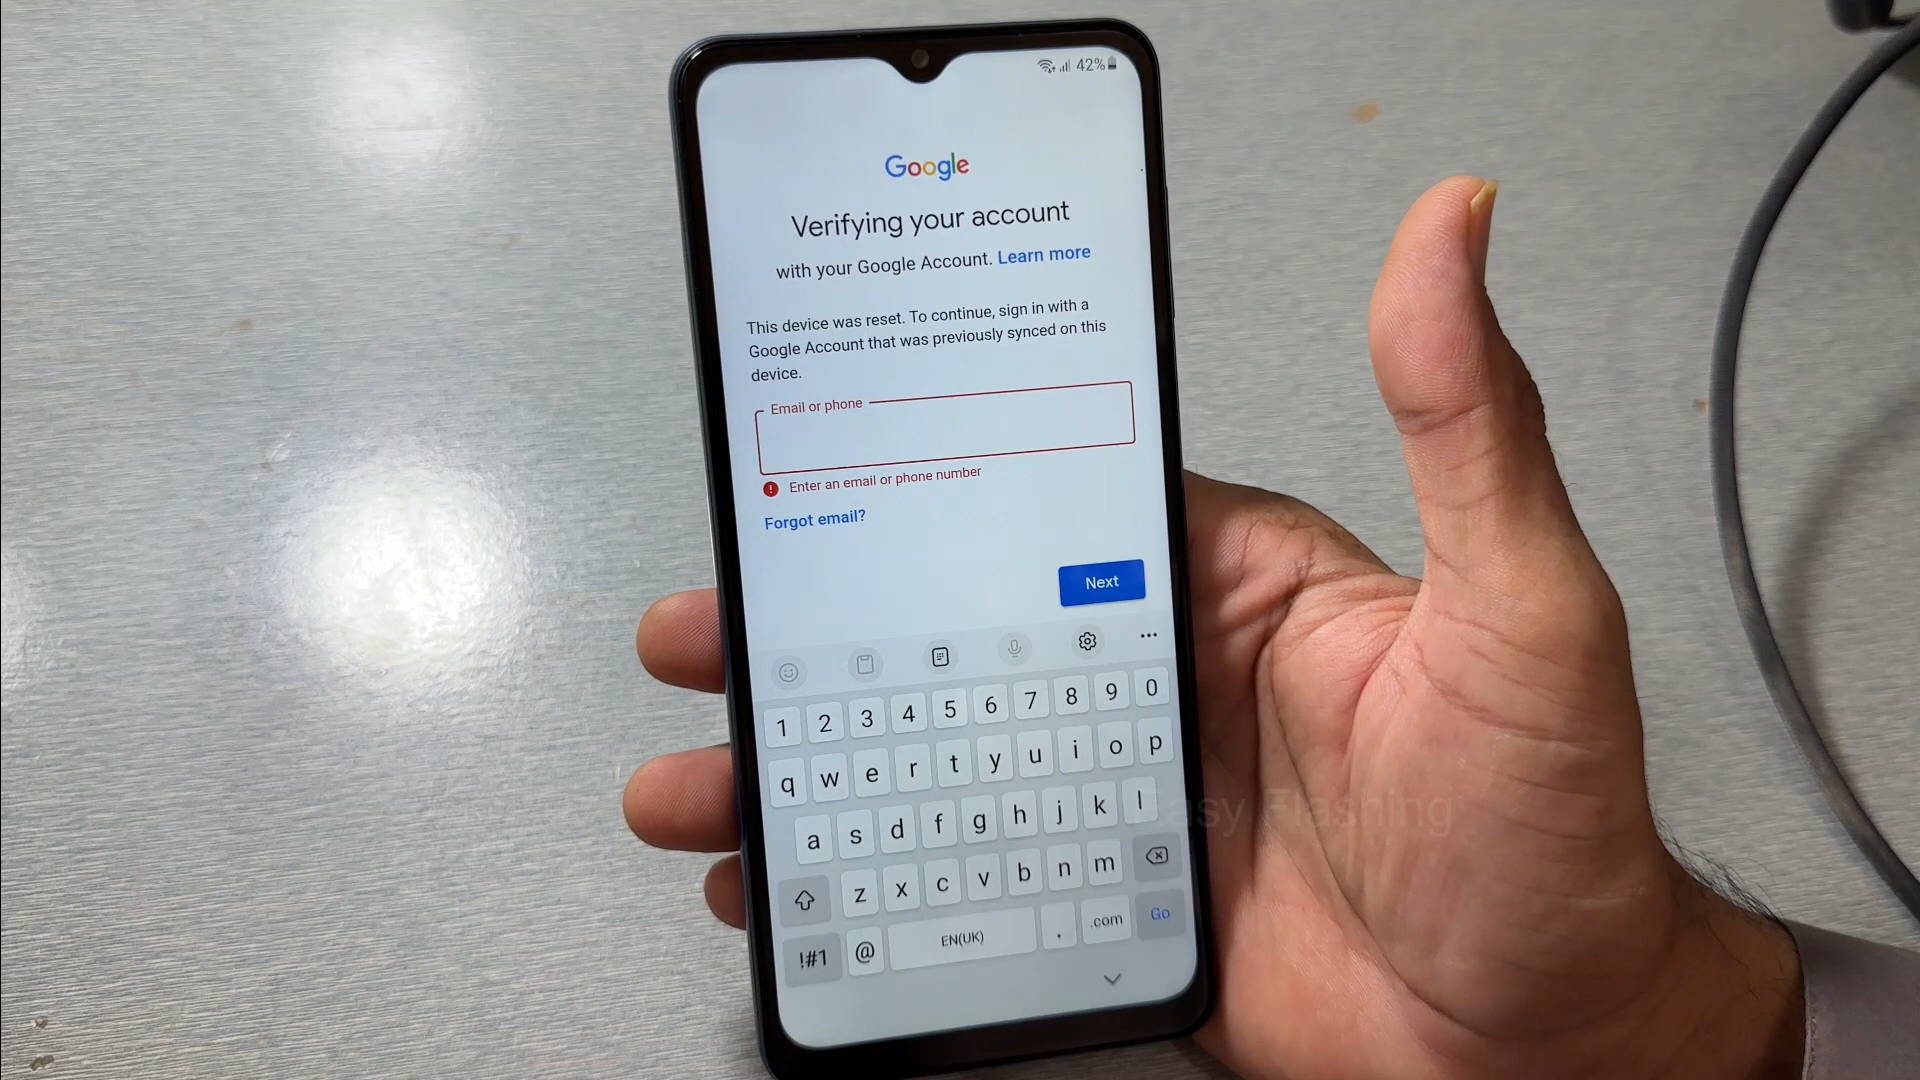 42%
Google
Verifying your account
with your Google Account. Learn more
This device was reset. To continue, sign in with a
Google Account that was previously synced on this
device.
Email or phone
! Enter an email or phone number
Forgot email?
Next
1 2 3 4 5 6 7 8 9 0
q w e r t y u i o p
a s d f g h j k l
Easy Flashing
z x c v b n m
!#1 @ EN(UK) . .com Go